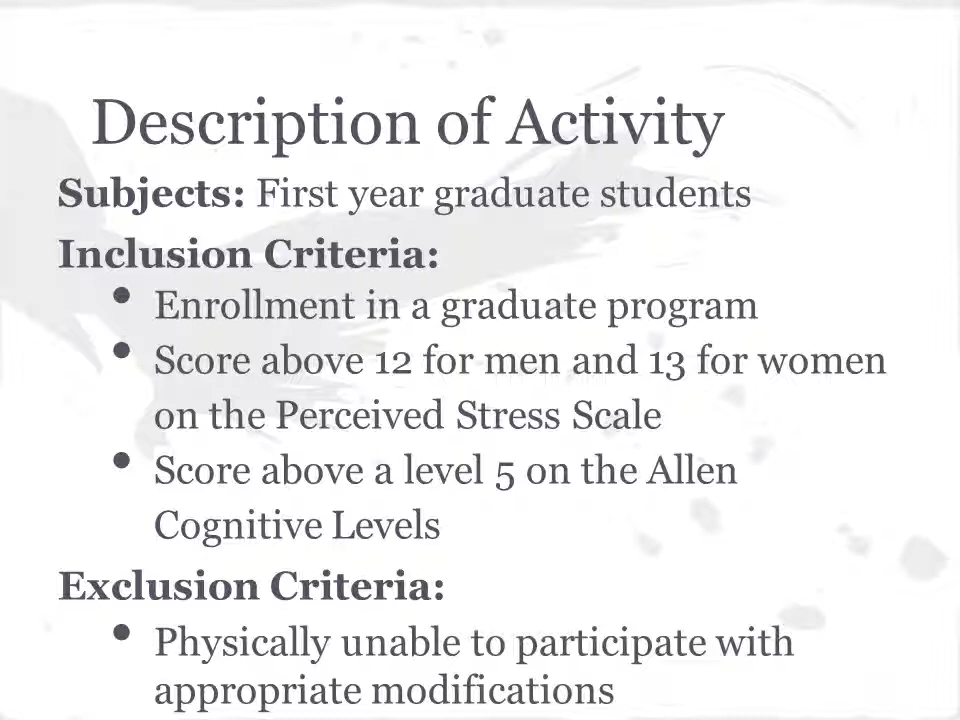 Description of Activity
Subjects: First year graduate students
Inclusion Criteria:
• Enrollment in a graduate program
• Score above 12 for men and 13 for women
on the Perceived Stress Scale
• Score above a level 5 on the Allen
Cognitive Levels
Exclusion Criteria:
• Physically unable to participate with
appropriate modifications